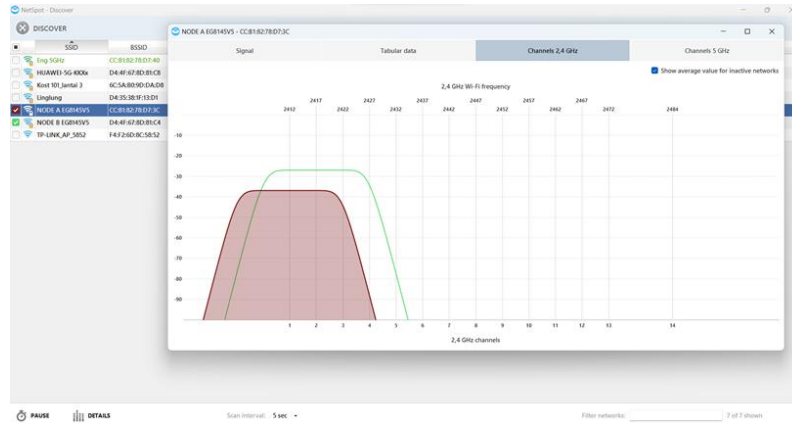 NetSpot - Discover
DISCOVER
SSID BSSID
Eng 5GHz CC:81:82:78:D7:40
HUAWEI-5G-KKXx D4:4F:67:8D:81:C8
Kost 101_lantai 3 6C:5A:B0:9D:DA:D8
Linglung D4:35:38:1F:13:D1
NODE A EG8145V5 CC:81:82:78:D7:3C
NODE B EG8145V5 D4:4F:67:8D:81:C4
TP-LINK_AP_5852 F4:F2:6D:8C:58:52
NODE A EG8145V5 - CC:81:82:78:D7:3C
Signal Tabular data Channels 2,4 GHz Channels 5 GHz
Show average value for inactive networks
2,4 GHz Wi-Fi frequency
2417 2427 2437 2447 2457 2467
2412 2422 2432 2442 2452 2462 2472 2484
-10
-20
-30
-40
-50
-60
-70
-80
-90
1 2 3 4 5 6 7 8 9 10 11 12 13 14
2,4 GHz channels
PAUSE DETAILS Scan interval: 5 sec Filter networks: 7 of 7 shown